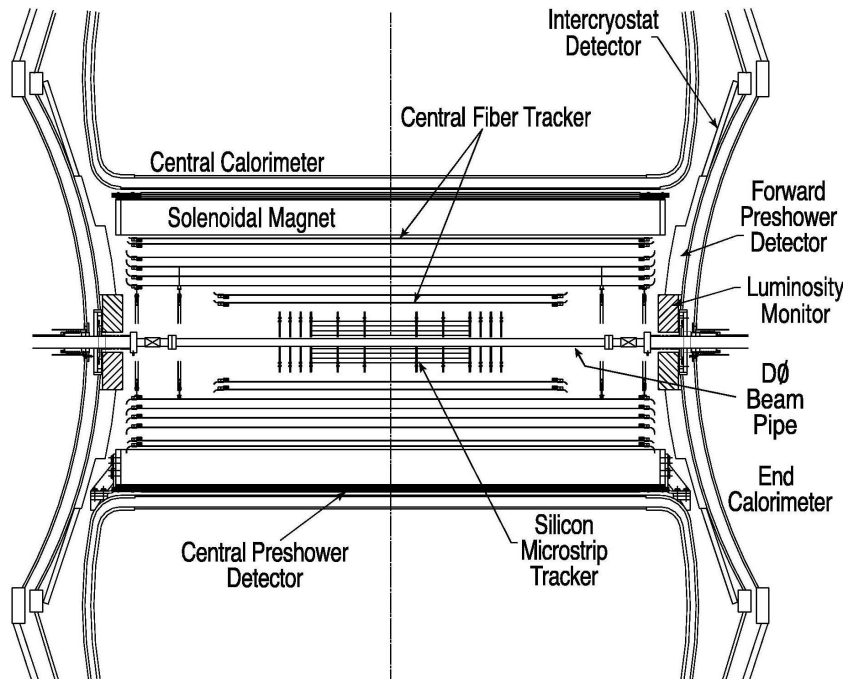 Intercryostat
Detector
Central Fiber Tracker
Central Calorimeter
Solenoidal Magnet
Forward
Preshower
Detector
Luminosity
Monitor
DØ
Beam
Pipe
End
Calorimeter
Silicon
Microstrip
Tracker
Central Preshower
Detector